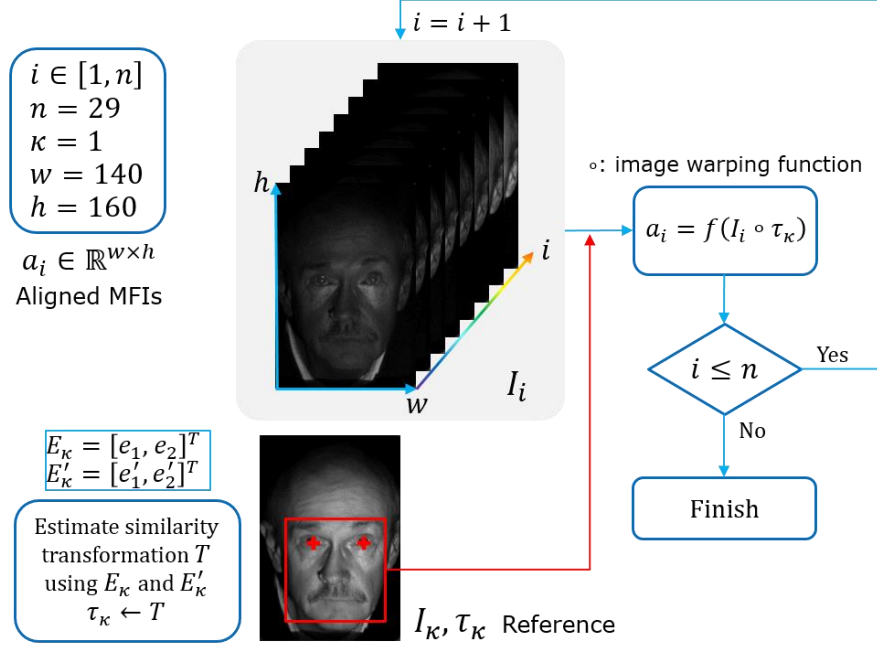 i = i + 1
i ∈ [1, n]
n = 29
κ = 1
w = 140
h = 160
a_i ∈ ℝ^{w×h}
Aligned MFIs
h
i
w
I_i
∘: image warping function
a_i = f(I_i ∘ τ_κ)
i ≤ n
Yes
No
Finish
E_κ = [e_1, e_2]^T
E′_κ = [e′_1, e′_2]^T
Estimate similarity
transformation T
using E_κ and E′_κ
τ_κ ← T
I_κ, τ_κ Reference